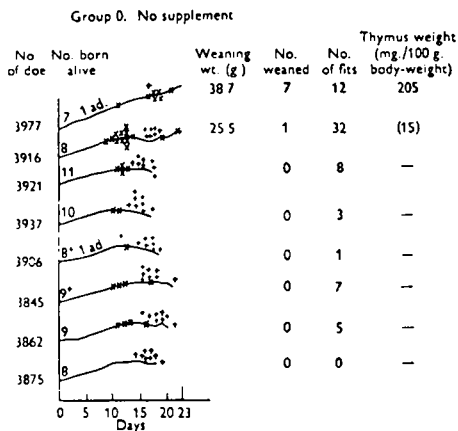 Group 0. No supplement
No of doe No. born alive Weaning wt. (g) No. weaned No. of fits Thymus weight (mg./100 g. body-weight)
7 1 ad. 38·7 7 12 205
3977
8 25·5 1 32 (15)
3916
11 0 8 —
3921
10 0 3 —
3937
8⁺ 1 ad. 0 1 —
3906
9⁺ 0 7 —
3845
9 0 5 —
3862
8 0 0 —
3875
0 5 10 15 20 23
Days